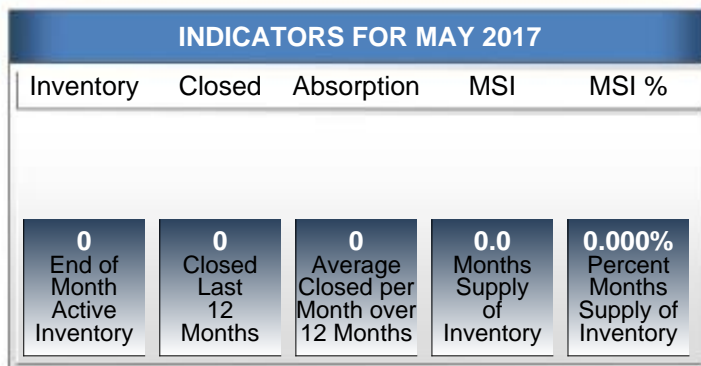 INDICATORS FOR MAY 2017
Inventory Closed Absorption MSI MSI %
0
End of
Month
Active
Inventory
0
Closed
Last
12
Months
0
Average
Closed per
Month over
12 Months
0.0
Months
Supply
of
Inventory
0.000%
Percent
Months
Supply of
Inventory